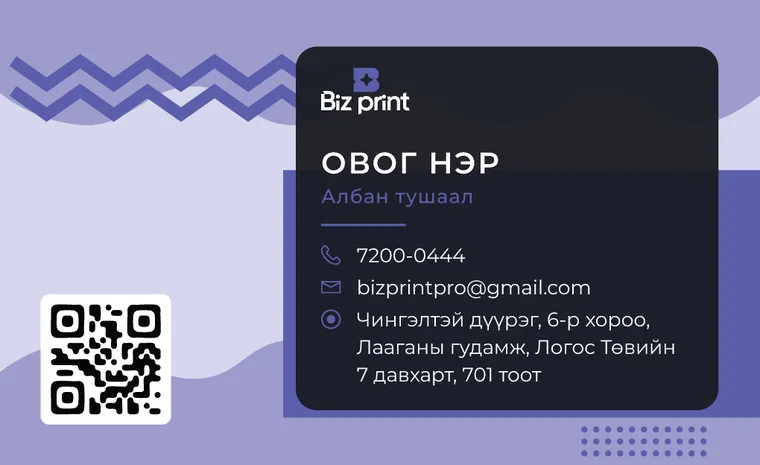 Biz print
ОВОГ НЭР
Албан тушаал
7200-0444
bizprintpro@gmail.com
Чингэлтэй дүүрэг, 6-р хороо,
Лааганы гудамж, Логос Төвийн
7 давхарт, 701 тоот